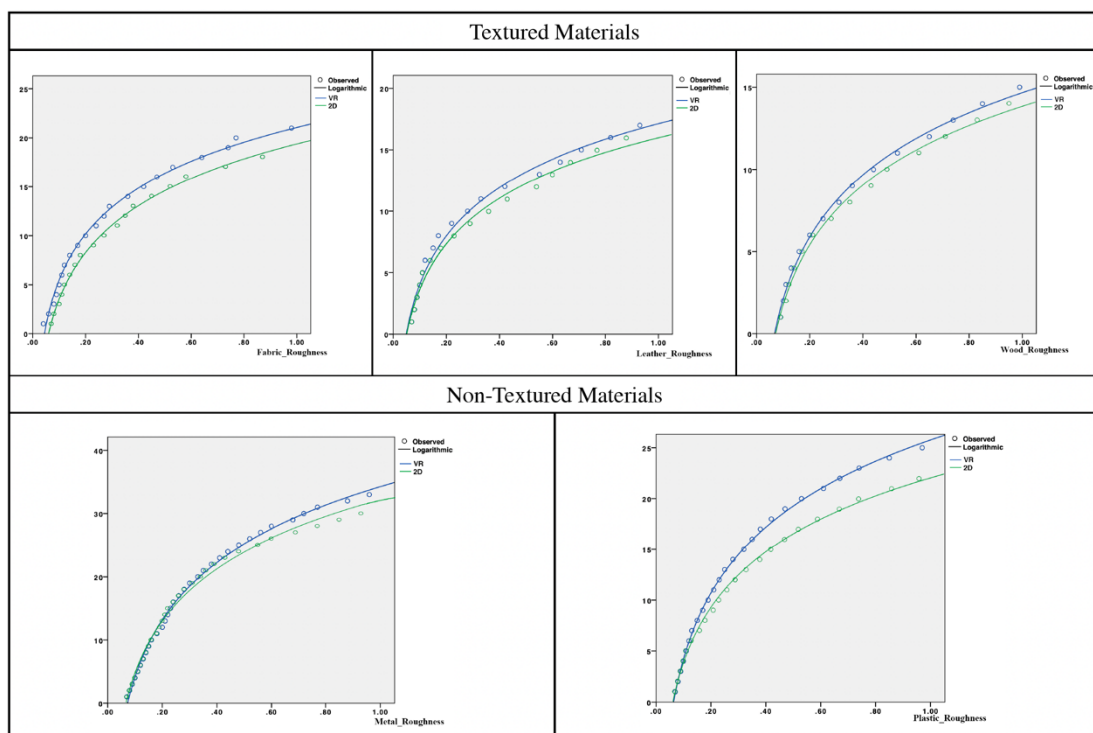 Textured Materials
25
20
15
10
5
0
.00 .20 .40 .60 .80 1.00
Fabric_Roughness
Observed
Logarithmic
VR
2D
20
15
10
5
0
.00 .20 .40 .60 .80 1.00
Leather_Roughness
Observed
Logarithmic
VR
2D
15
10
5
0
.00 .20 .40 .60 .80 1.00
Wood_Roughness
Observed
Logarithmic
VR
2D
Non-Textured Materials
40
30
20
10
0
.00 .20 .40 .60 .80 1.00
Metal_Roughness
Observed
Logarithmic
VR
2D
25
20
15
10
5
0
.00 .20 .40 .60 .80 1.00
Plastic_Roughness
Observed
Logarithmic
VR
2D